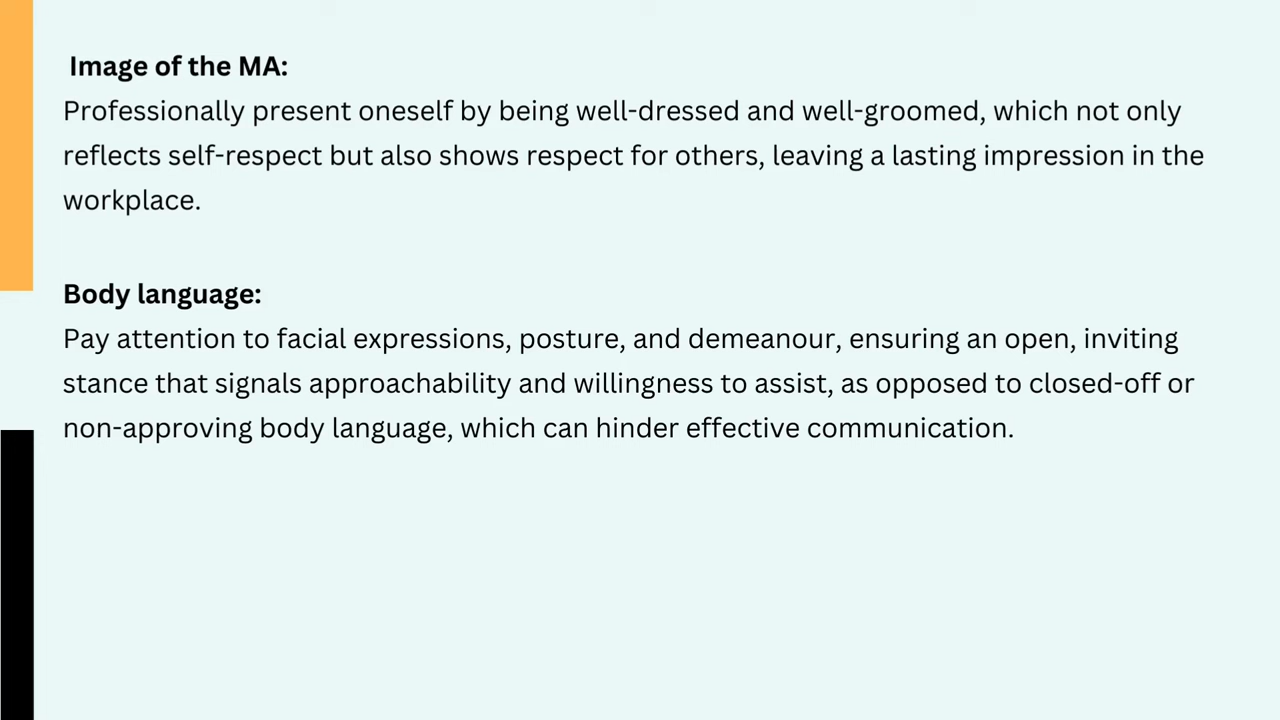 Image of the MA:
Professionally present oneself by being well-dressed and well-groomed, which not only
reflects self-respect but also shows respect for others, leaving a lasting impression in the
workplace.
Body language:
Pay attention to facial expressions, posture, and demeanour, ensuring an open, inviting
stance that signals approachability and willingness to assist, as opposed to closed-off or
non-approving body language, which can hinder effective communication.